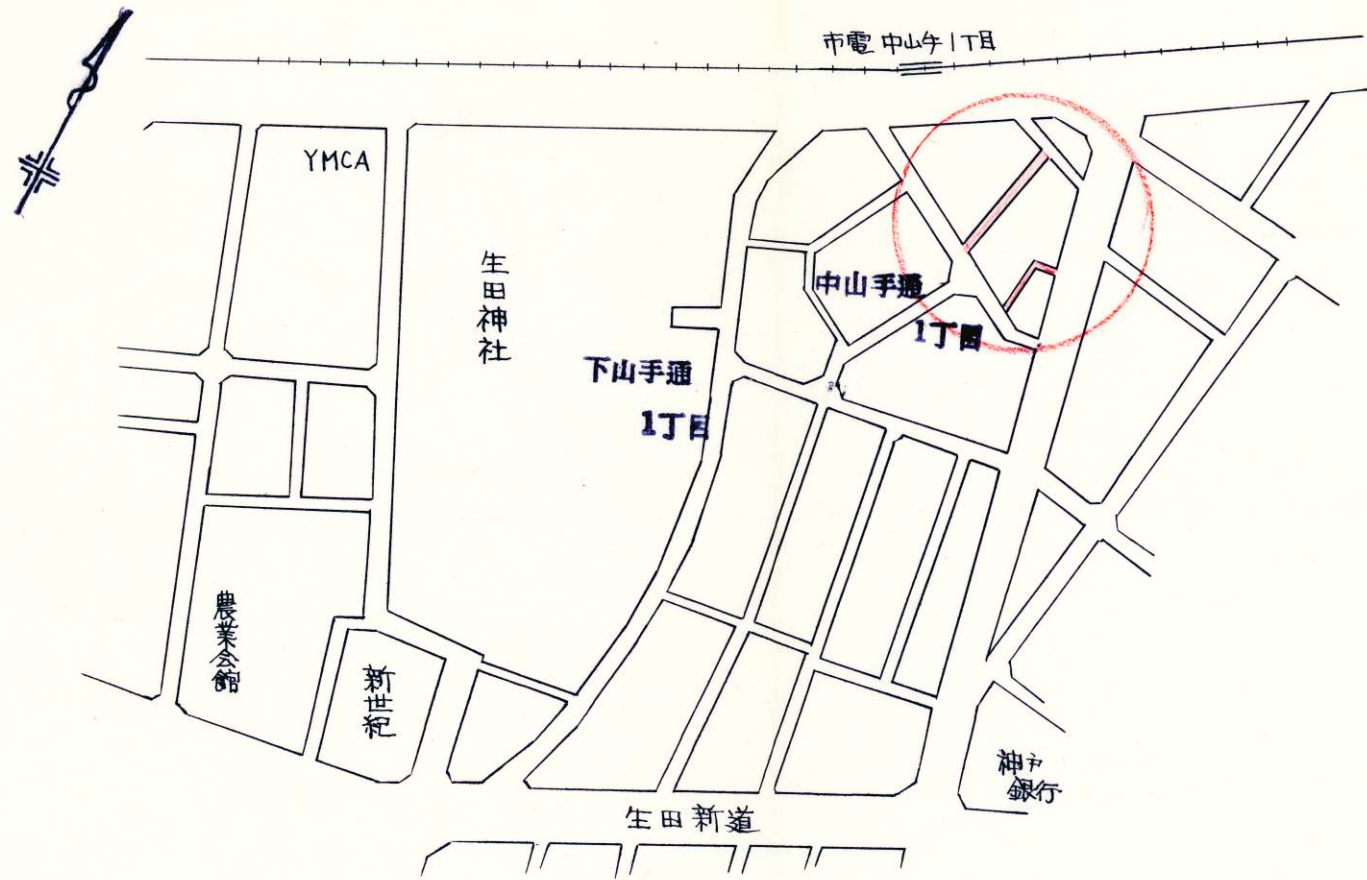 市電 中山手1丁目
YMCA
生田神社
中山手通
1丁目
下山手通
1丁目
農業会館
新世紀
神戸
銀行
生田新道